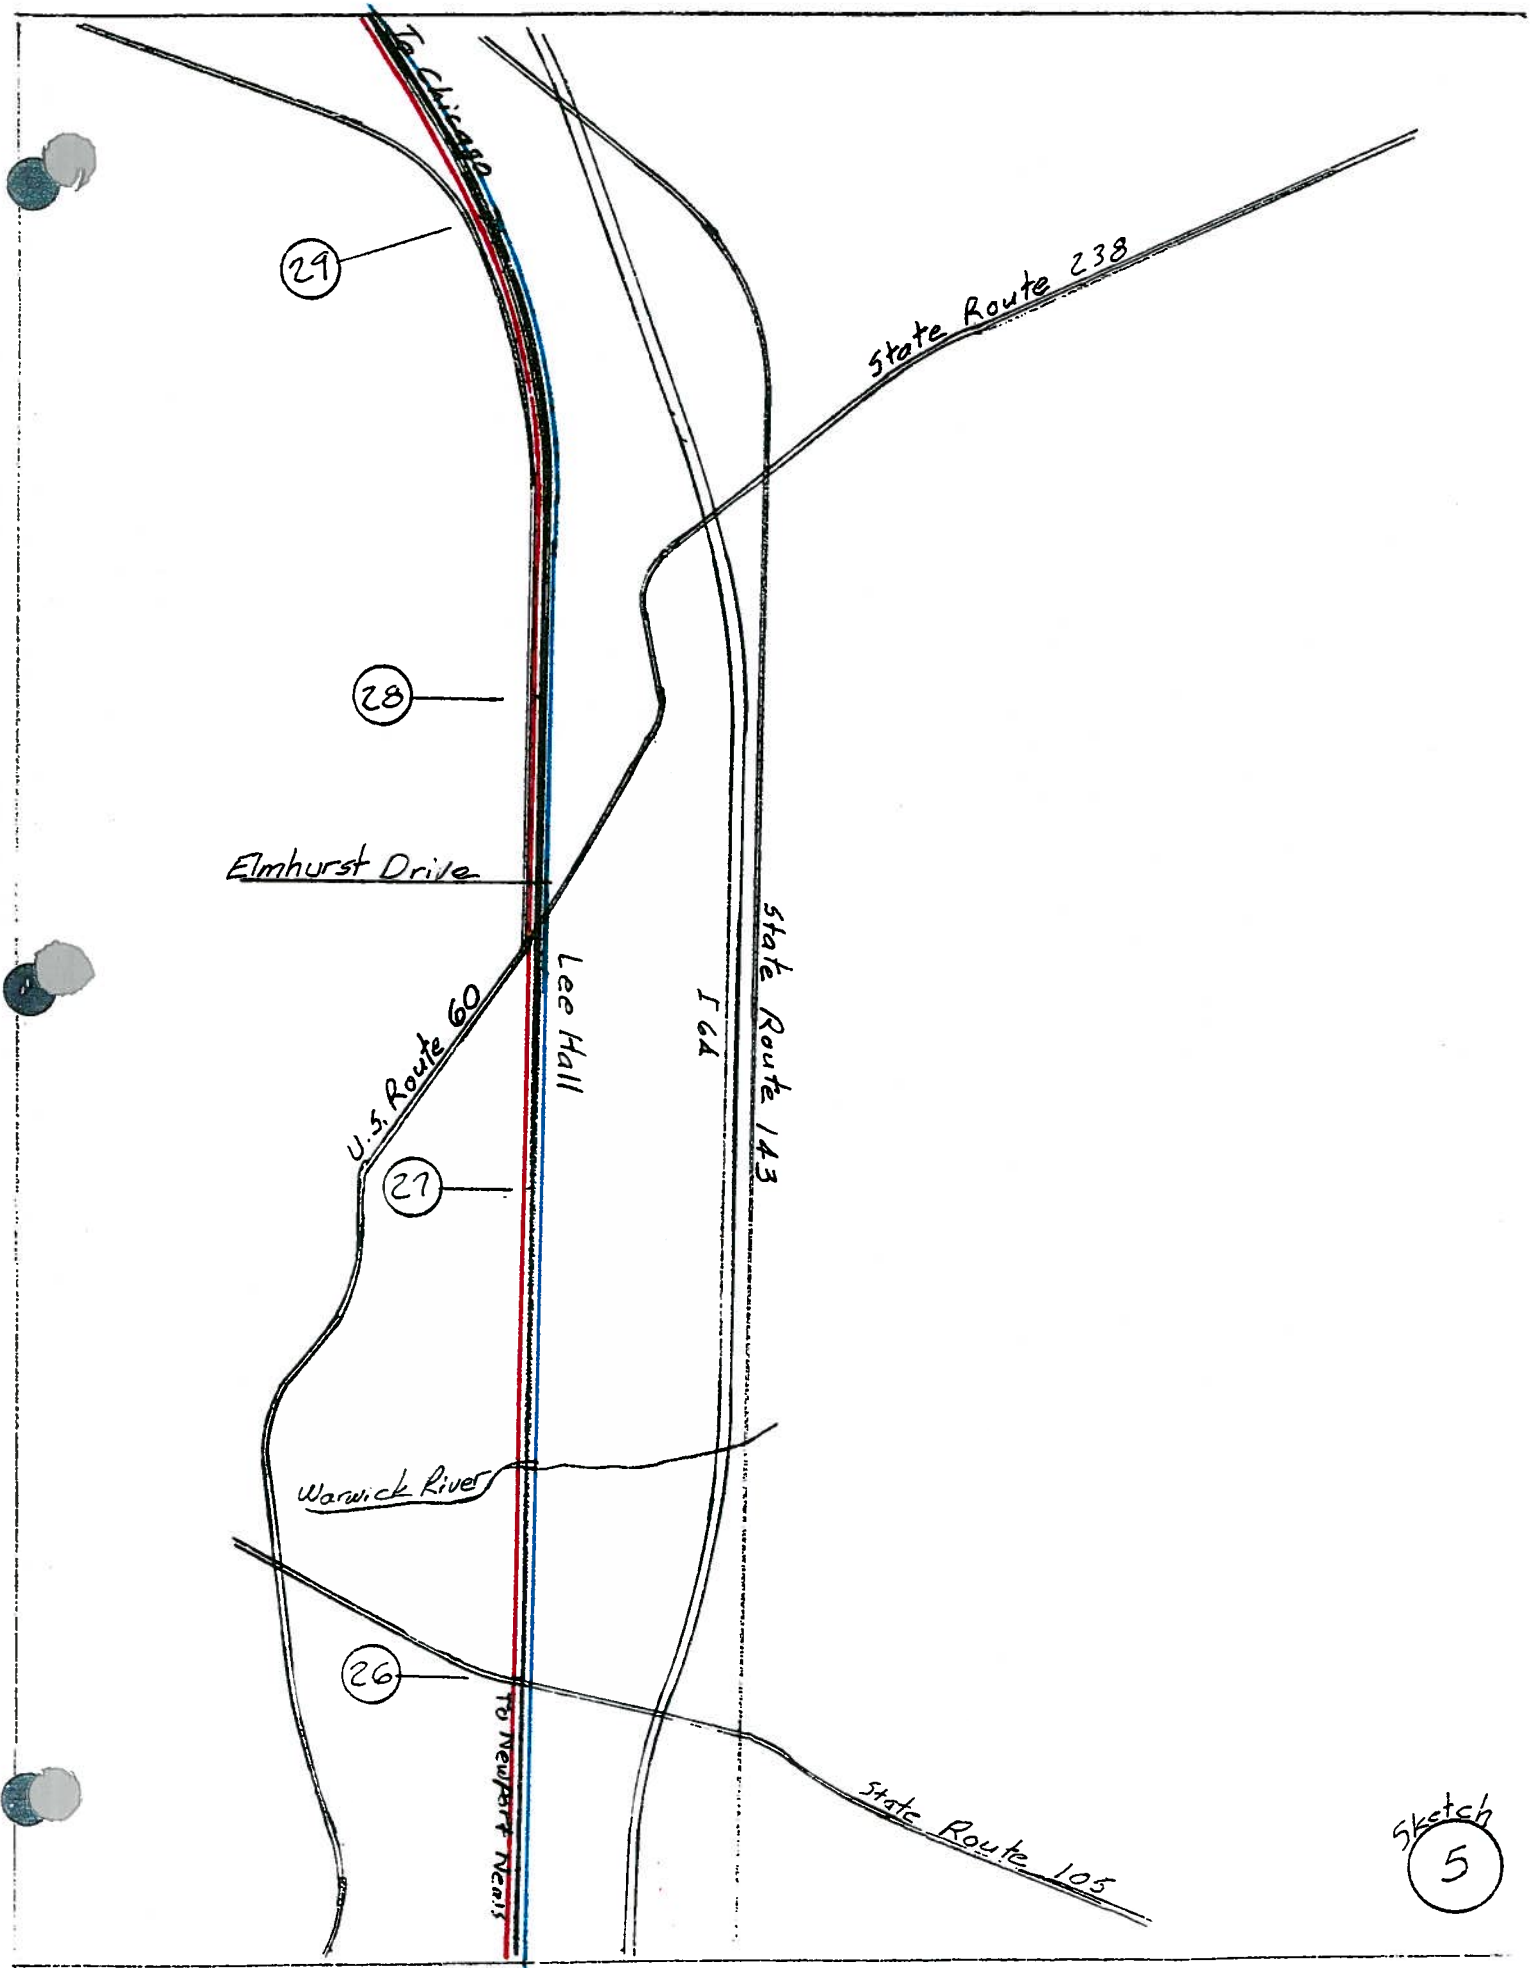 To Chicago
29
State Route 238
28
Elmhurst Drive
Lee Hall
State Route 143
I 64
U.S. Route 60
27
Warwick River
26
To Newport News
State Route 105
Sketch
5